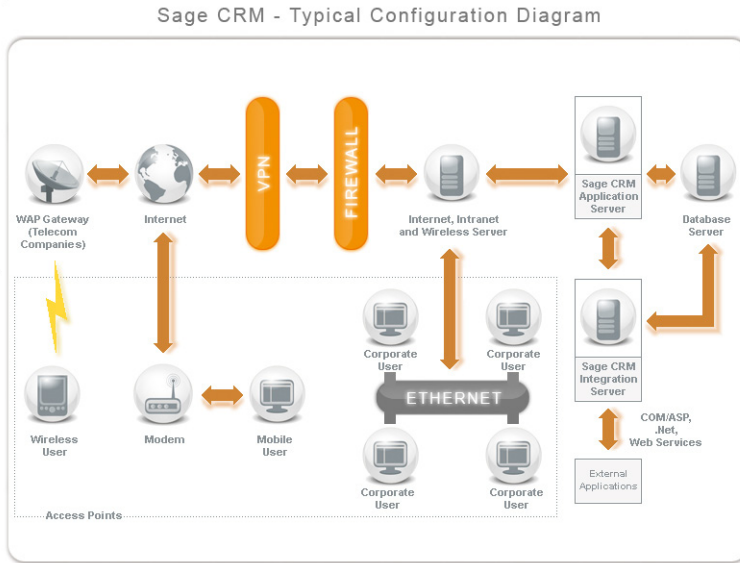 Sage CRM - Typical Configuration Diagram
VPN
FIREWALL
WAP Gateway
(Telecom
Companies)
Internet
Internet, Intranet
and Wireless Server
Sage CRM
Application
Server
Database
Server
Corporate
User
Corporate
User
Sage CRM
Integration
Server
ETHERNET
COM/ASP,
.Net,
Web Services
Wireless
User
Modem
Mobile
User
External
Applications
Corporate
User
Corporate
User
Access Points